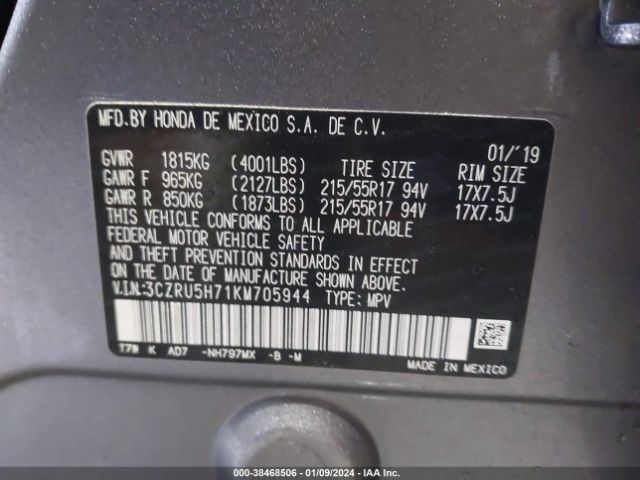 MFD.BY HONDA DE MEXICO S.A. DE C.V.
01/'19
GVWR 1815KG (4001LBS) TIRE SIZE RIM SIZE
GAWR F 965KG (2127LBS) 215/55R17 94V 17X7.5J
GAWR R 850KG (1873LBS) 215/55R17 94V 17X7.5J
THIS VEHICLE CONFORMS TO ALL APPLICABLE
FEDERAL MOTOR VEHICLE SAFETY
AND THEFT PREVENTION STANDARDS IN EFFECT
ON THE DATE OF MANUFACTURE SHOWN ABOVE.
V.I.N.:3CZRU5H71KM705944 TYPE: MPV
T7W K AD7 -NH797MX -B -M
MADE IN MEXICO
000-38468506 - 01/09/2024 - IAA Inc.